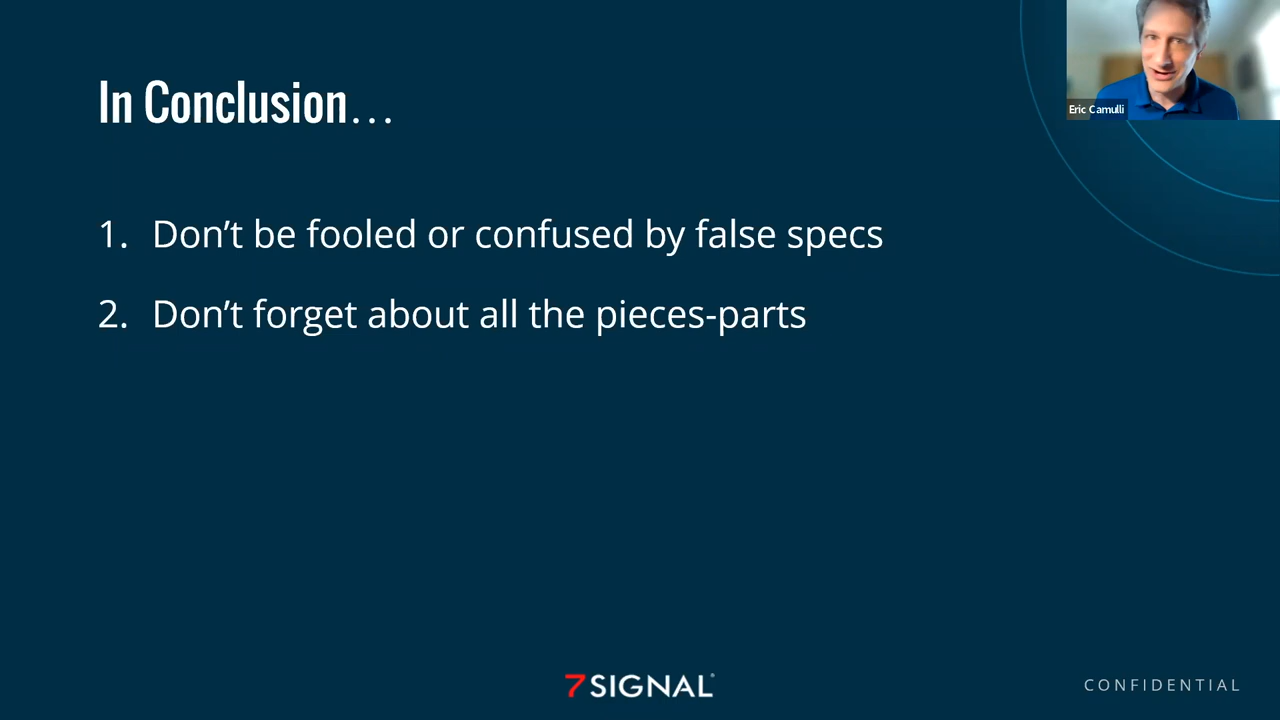 In Conclusion…
Eric Camulli
1. Don’t be fooled or confused by false specs
2. Don’t forget about all the pieces-parts
7SIGNAL®
CONFIDENTIAL